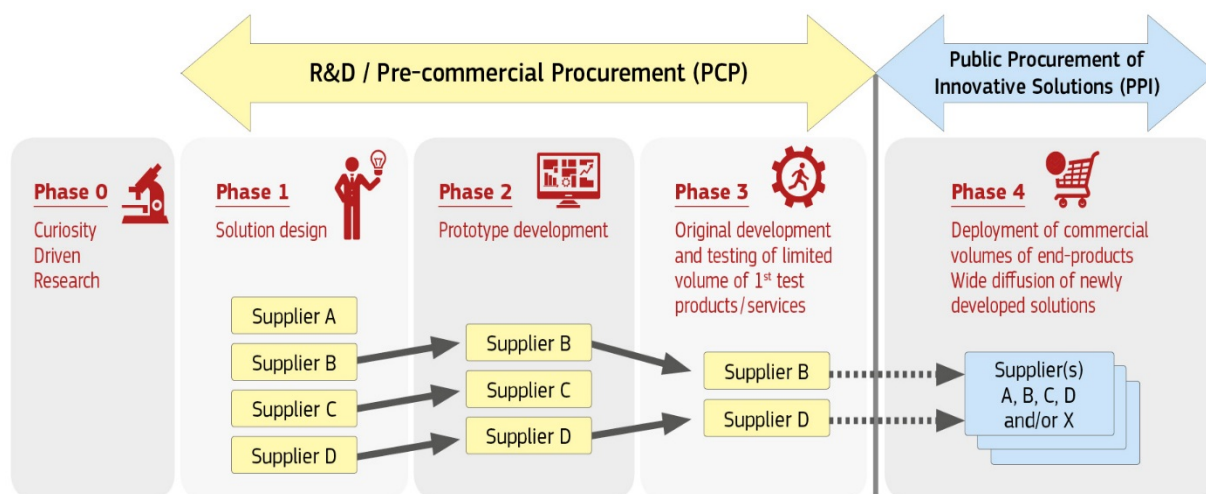 R&D / Pre-commercial Procurement (PCP)
Public Procurement of
Innovative Solutions (PPI)
Phase 0
Curiosity
Driven
Research
Phase 1
Solution design
Supplier A
Supplier B
Supplier C
Supplier D
Phase 2
Prototype development
Supplier B
Supplier C
Supplier D
Phase 3
Original development
and testing of limited
volume of 1st test
products/services
Supplier B
Supplier D
Phase 4
Deployment of commercial
volumes of end-products
Wide diffusion of newly
developed solutions
Supplier(s)
A, B, C, D
and/or X